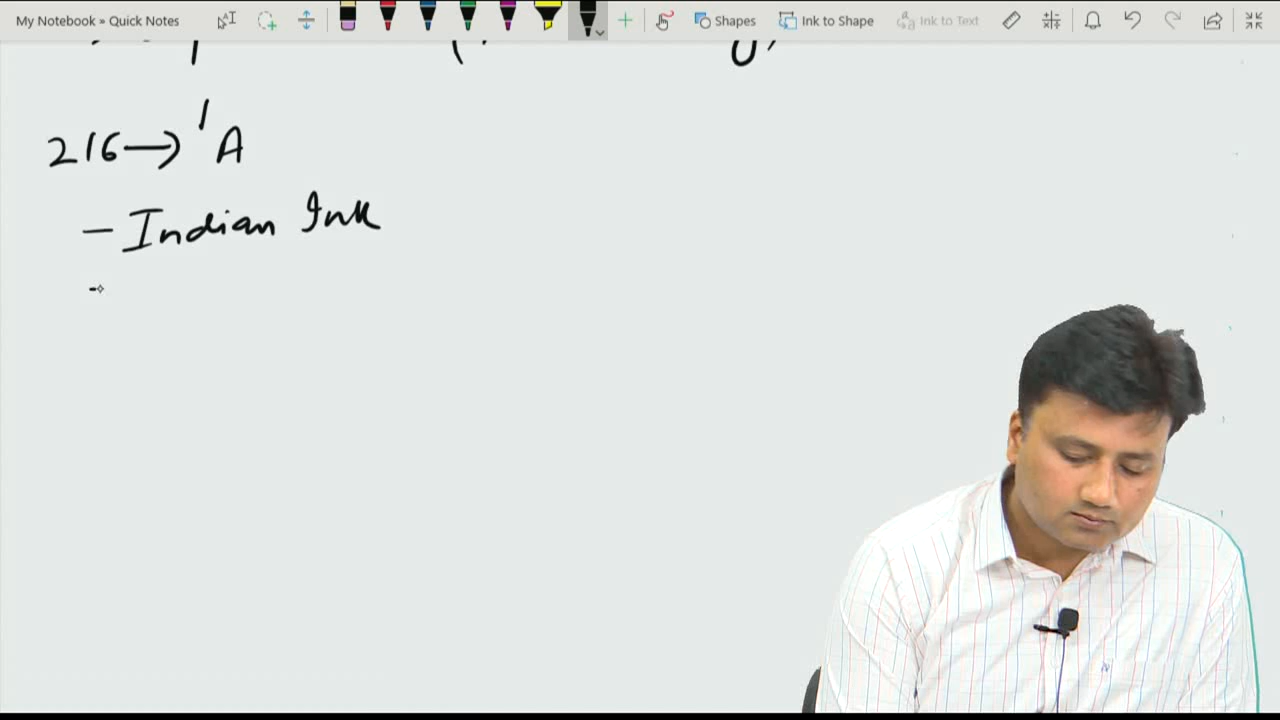 My Notebook » Quick Notes Shapes Ink to Shape Ink to Text
216 → 'A
- Indian Ink